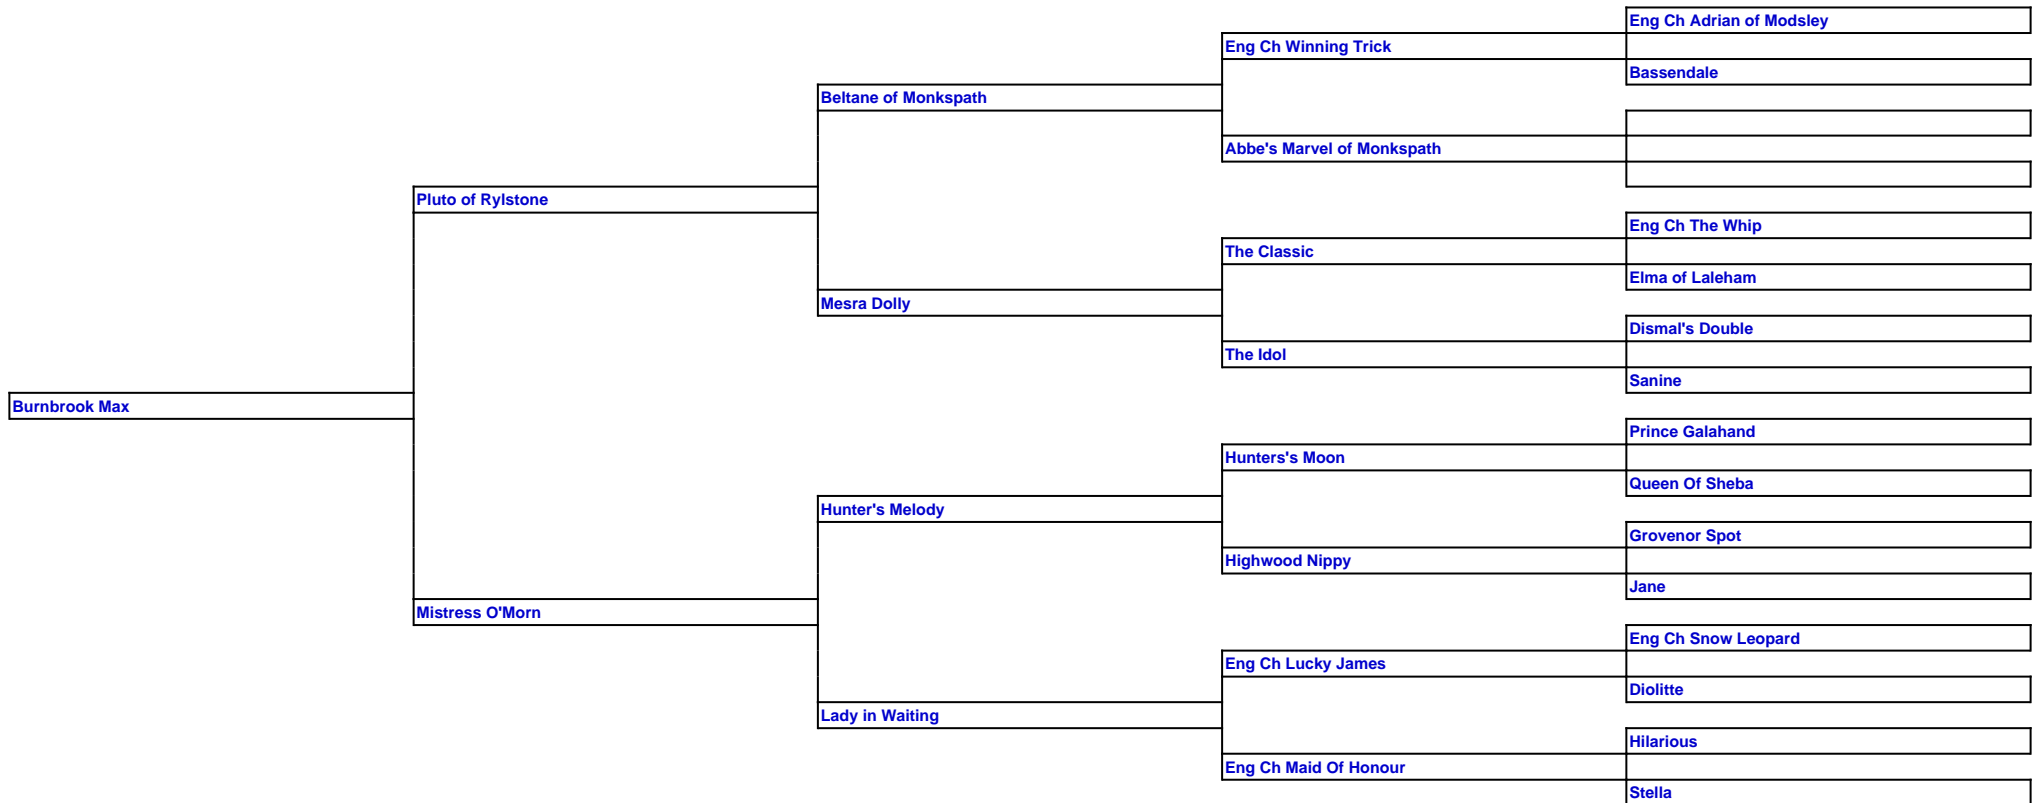 Eng Ch Adrian of Modsley
Eng Ch Winning Trick
Bassendale
Beltane of Monkspath
Abbe's Marvel of Monkspath
Pluto of Rylstone
Eng Ch The Whip
The Classic
Elma of Laleham
Mesra Dolly
Dismal's Double
The Idol
Sanine
Burnbrook Max
Prince Galahand
Hunters's Moon
Queen Of Sheba
Hunter's Melody
Grovenor Spot
Highwood Nippy
Jane
Mistress O'Morn
Eng Ch Snow Leopard
Eng Ch Lucky James
Diolitte
Lady in Waiting
Hilarious
Eng Ch Maid Of Honour
Stella